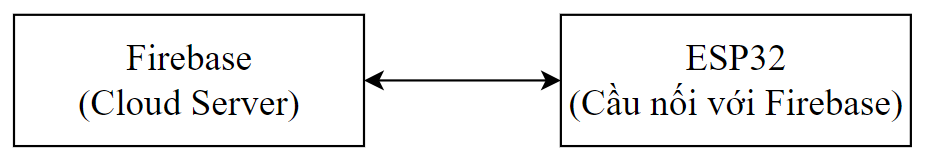 Firebase
(Cloud Server)
ESP32
(Cầu nối với Firebase)